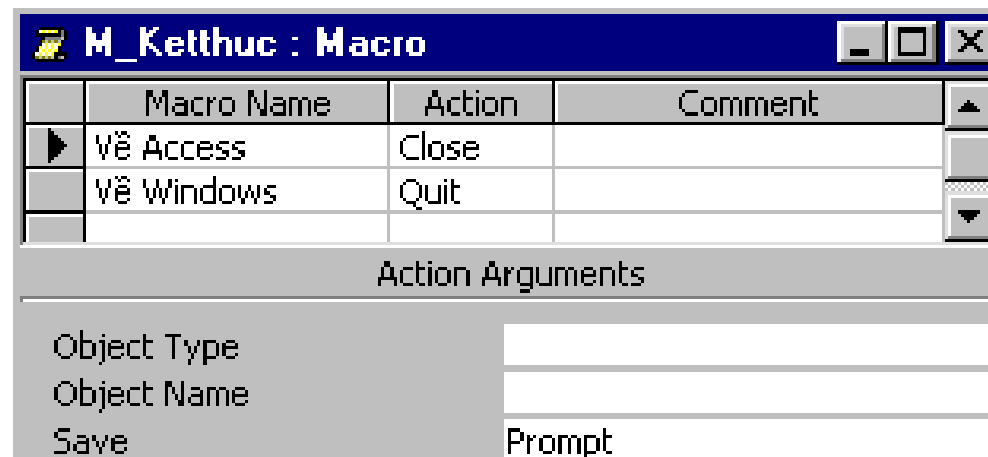 M_Ketthuc : Macro
Macro Name Action Comment
Về Access Close
Về Windows Quit
Action Arguments
Object Type
Object Name
Save Prompt